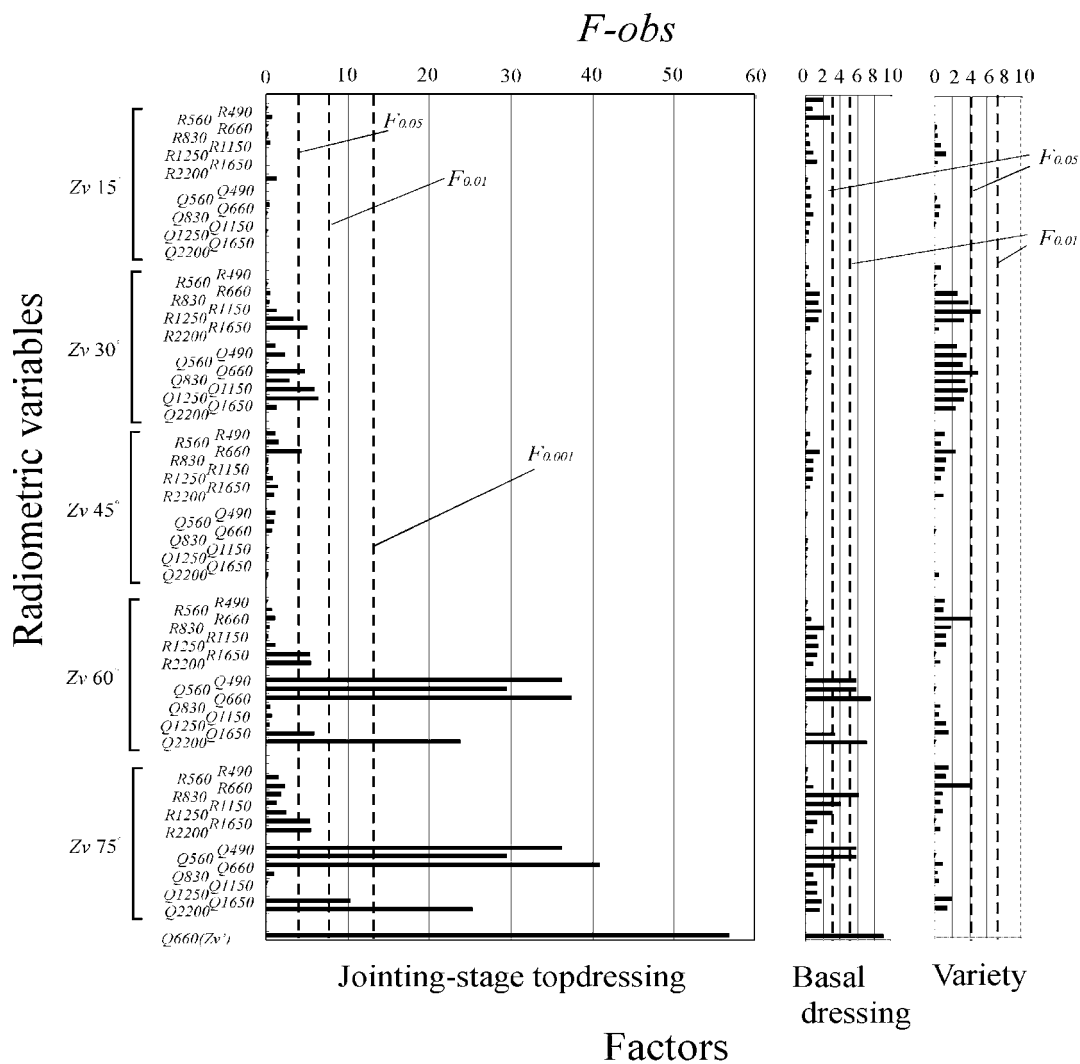 F-obs
0 10 20 30 40 50 60
0 2 4 6 8 10
0 2 4 6 8 10
Radiometric variables
Zv 15°
R490
R560
R660
R830
R1150
R1250
R1650
R2200
Q490
Q560
Q660
Q830
Q1150
Q1250
Q1650
Q2200
Zv 30°
R490
R560
R660
R830
R1150
R1250
R1650
R2200
Q490
Q560
Q660
Q830
Q1150
Q1250
Q1650
Q2200
Zv 45°
R490
R560
R660
R830
R1150
R1250
R1650
R2200
Q490
Q560
Q660
Q830
Q1150
Q1250
Q1650
Q2200
Zv 60°
R490
R560
R660
R830
R1150
R1250
R1650
R2200
Q490
Q560
Q660
Q830
Q1150
Q1250
Q1650
Q2200
Zv 75°
R490
R560
R660
R830
R1150
R1250
R1650
R2200
Q490
Q560
Q660
Q830
Q1150
Q1250
Q1650
Q2200
Q660(Zv')
F0.05
F0.01
F0.001
F0.05
F0.01
Jointing-stage topdressing
Basal
dressing
Variety
Factors